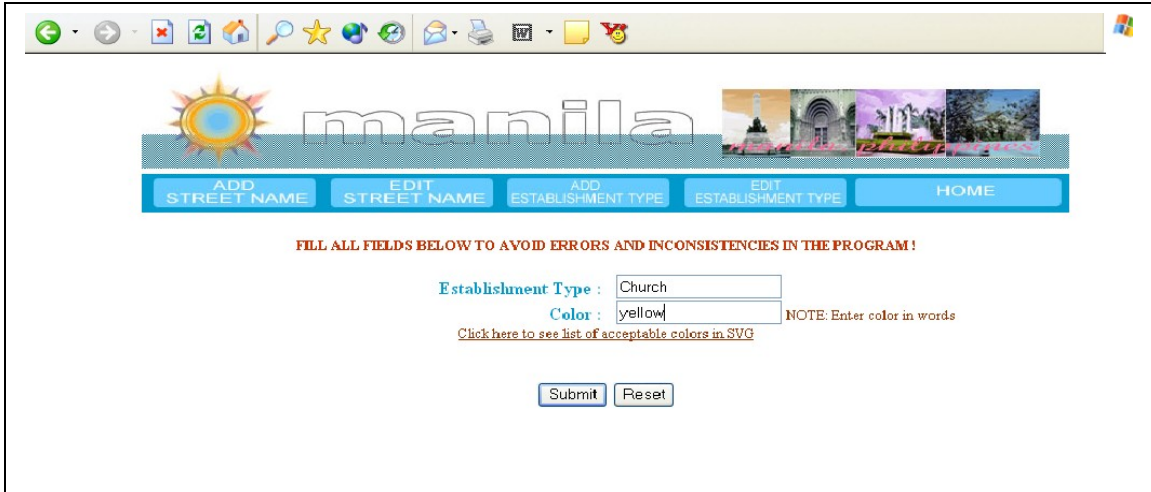 manila
manila philippines
ADD STREET NAME
EDIT STREET NAME
ADD ESTABLISHMENT TYPE
EDIT ESTABLISHMENT TYPE
HOME
FILL ALL FIELDS BELOW TO AVOID ERRORS AND INCONSISTENCIES IN THE PROGRAM !
Establishment Type : Church
Color : yellow NOTE: Enter color in words
Click here to see list of acceptable colors in SVG
Submit Reset